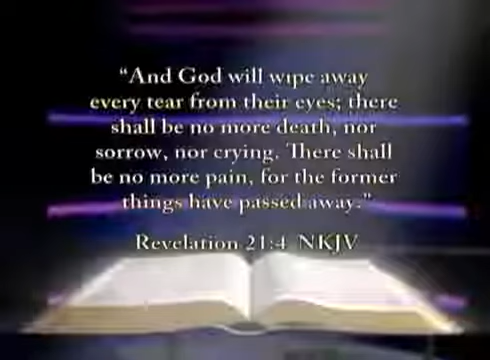 “And God will wipe away
every tear from their eyes; there
shall be no more death, nor
sorrow, nor crying. There shall
be no more pain, for the former
things have passed away.”
Revelation 21:4 NKJV